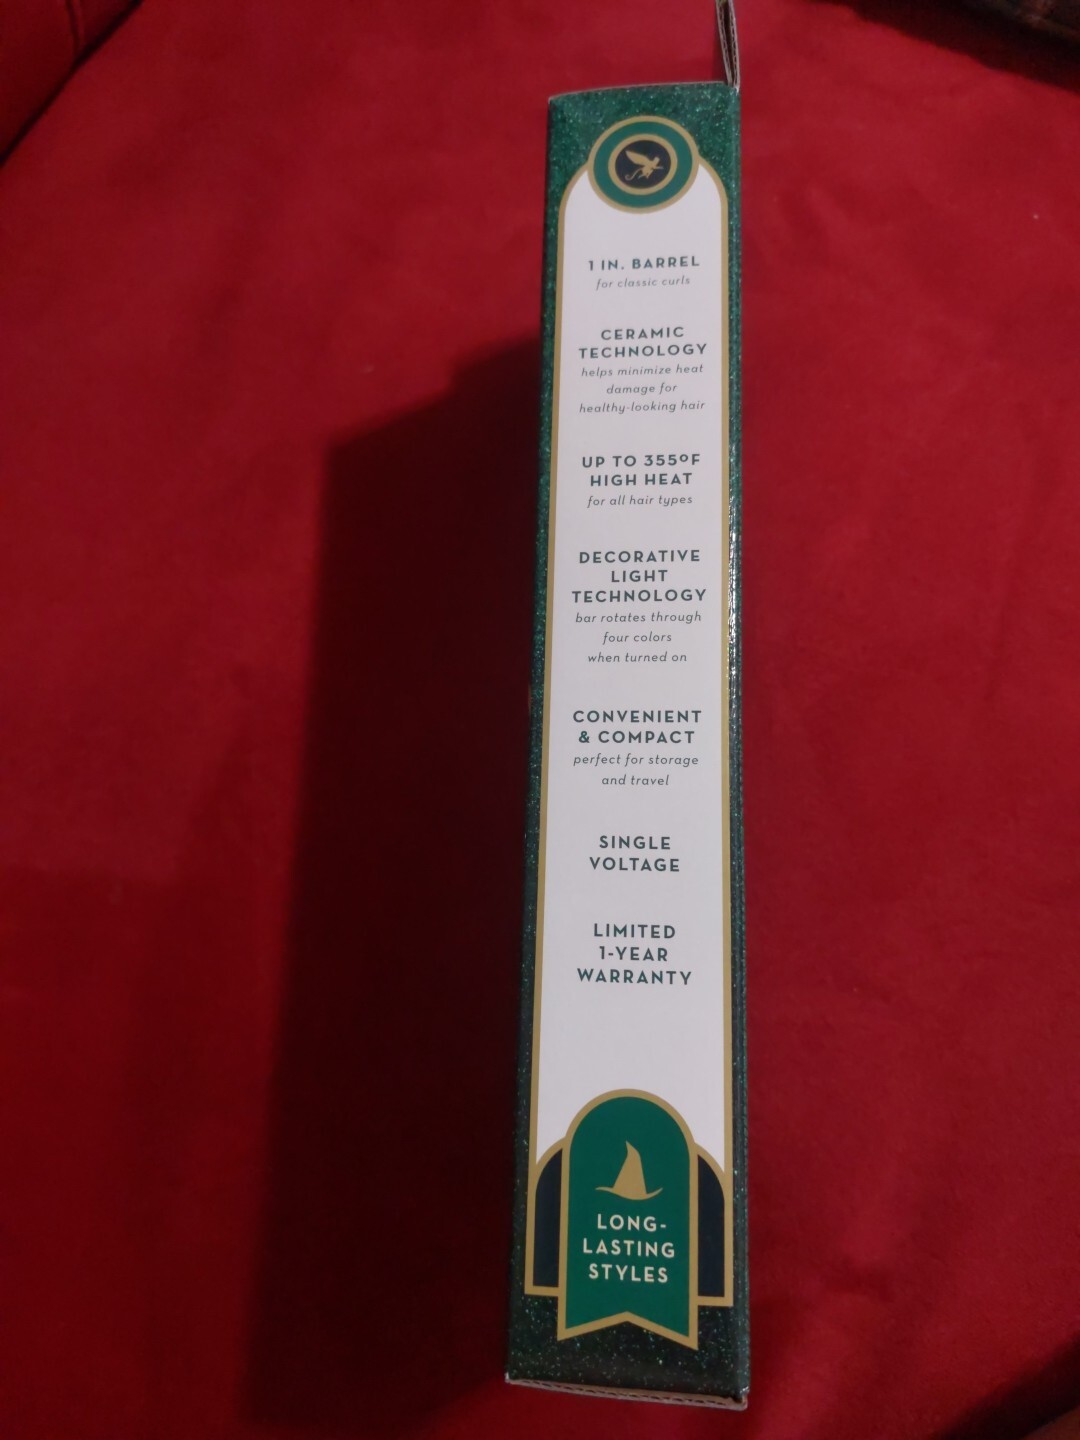 1 IN. BARREL
for classic curls
CERAMIC
TECHNOLOGY
helps minimize heat
damage for
healthy-looking hair
UP TO 355ºF
HIGH HEAT
for all hair types
DECORATIVE
LIGHT
TECHNOLOGY
bar rotates through
four colors
when turned on
CONVENIENT
& COMPACT
perfect for storage
and travel
SINGLE
VOLTAGE
LIMITED
1-YEAR
WARRANTY
LONG-
LASTING
STYLES